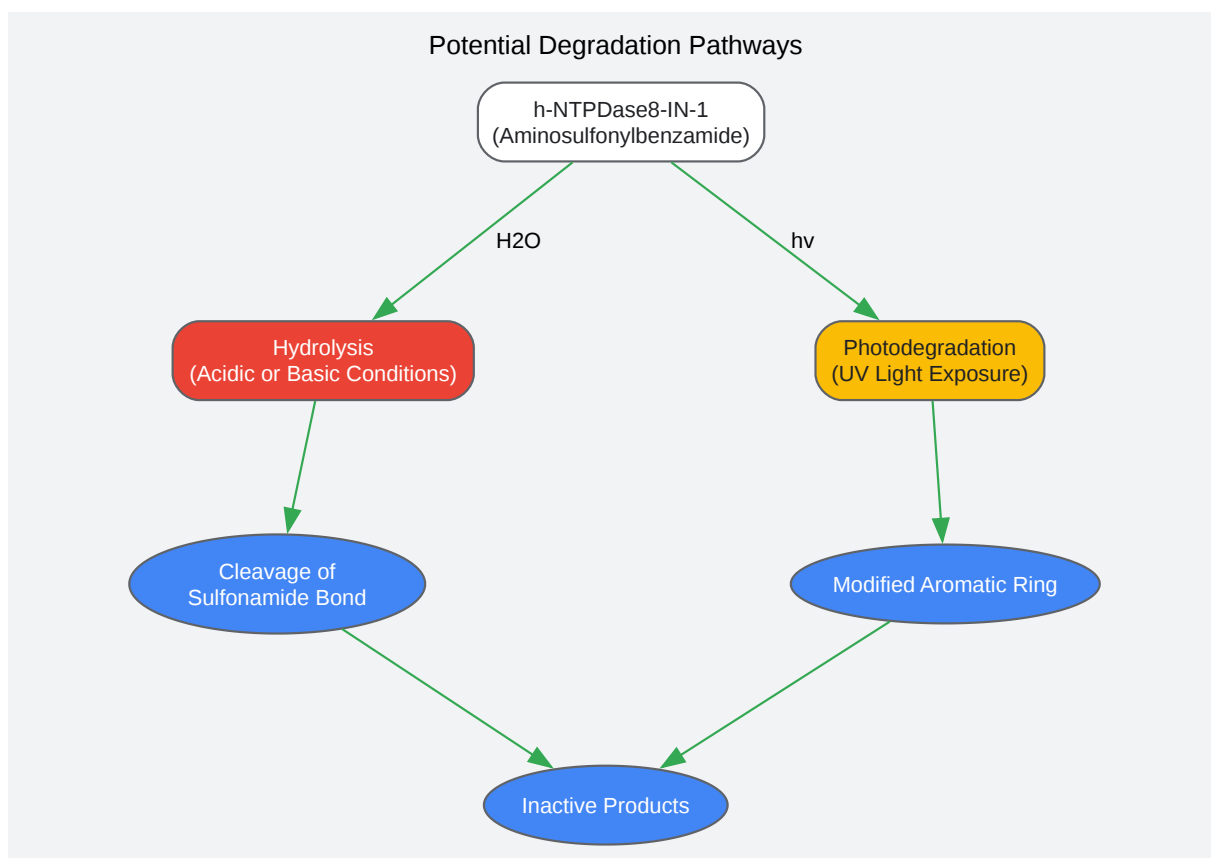 Potential Degradation Pathways
h-NTPDase8-IN-1
(Aminosulfonylbenzamide)
H2O
hv
Hydrolysis
(Acidic or Basic Conditions)
Photodegradation
(UV Light Exposure)
Cleavage of
Sulfonamide Bond
Modified Aromatic Ring
Inactive Products